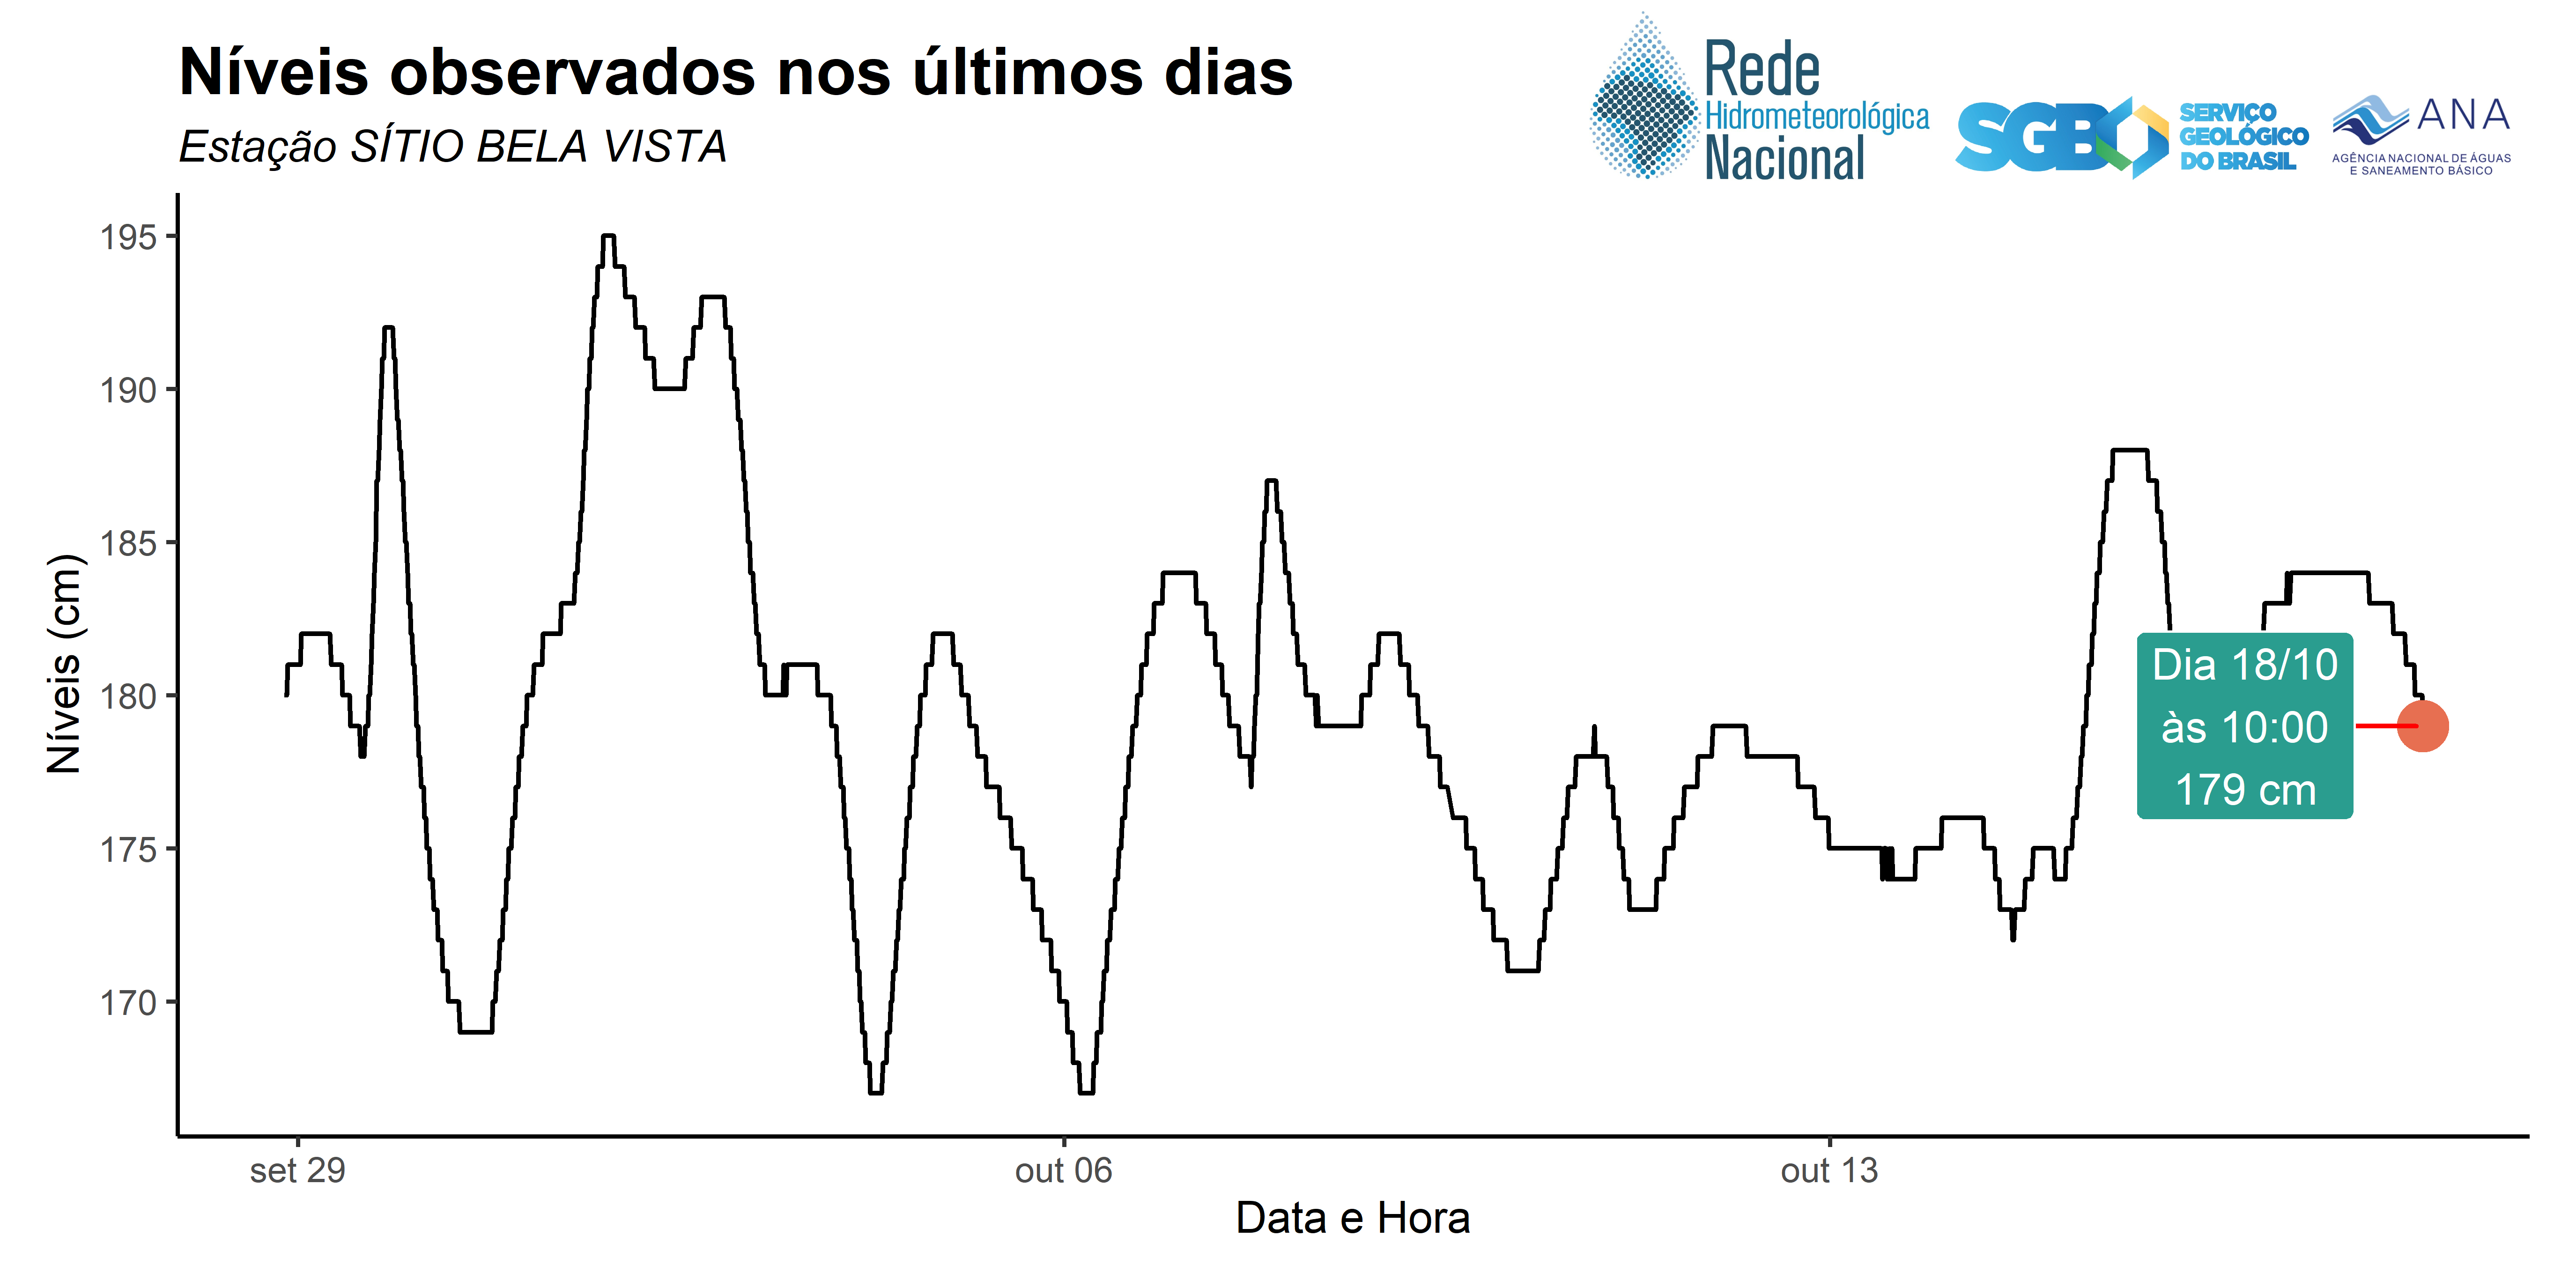 Níveis observados nos últimos dias
Estação SÍTIO BELA VISTA
Rede
Hidrometeorológica
Nacional
SGB
SERVIÇO
GEOLÓGICO
DO BRASIL
ANA
AGÊNCIA NACIONAL DE ÁGUAS
E SANEAMENTO BÁSICO
Níveis (cm)
195
190
185
180
175
170
Dia 18/10
às 10:00
179 cm
set 29
out 06
out 13
Data e Hora